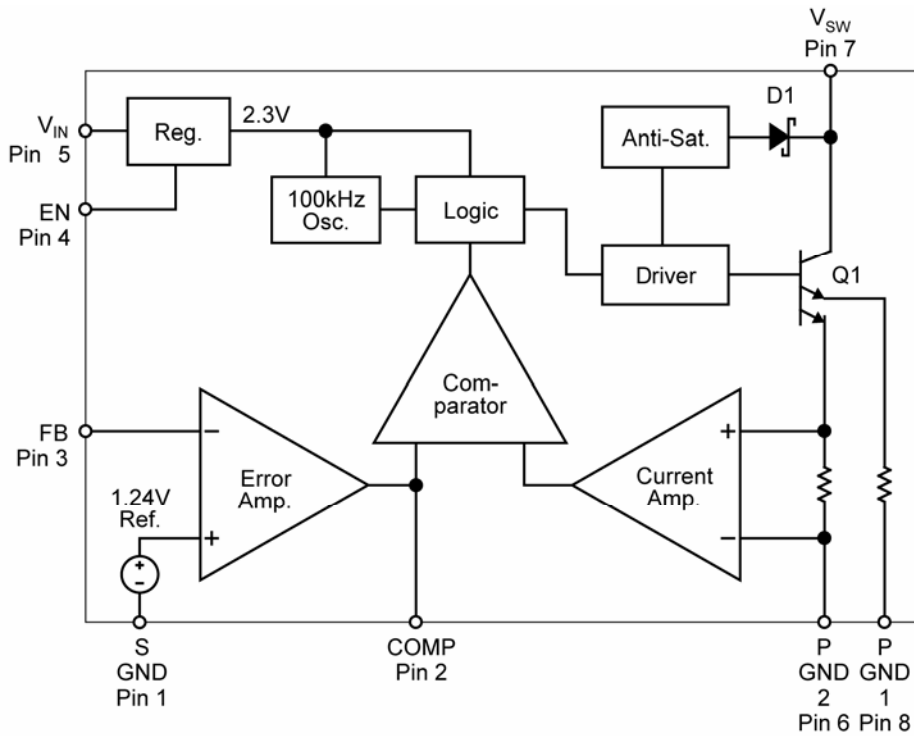 V_SW
Pin 7
D1
V_IN
Pin 5
Reg.
2.3V
Anti-Sat.
EN
Pin 4
100kHz
Osc.
Logic
Driver
Q1
Com-
parator
FB
Pin 3
−
+
Error
Amp.
Current
Amp.
1.24V
Ref.
+
−
+
−
S
GND
Pin 1
COMP
Pin 2
P
GND
2
Pin 6
P
GND
1
Pin 8